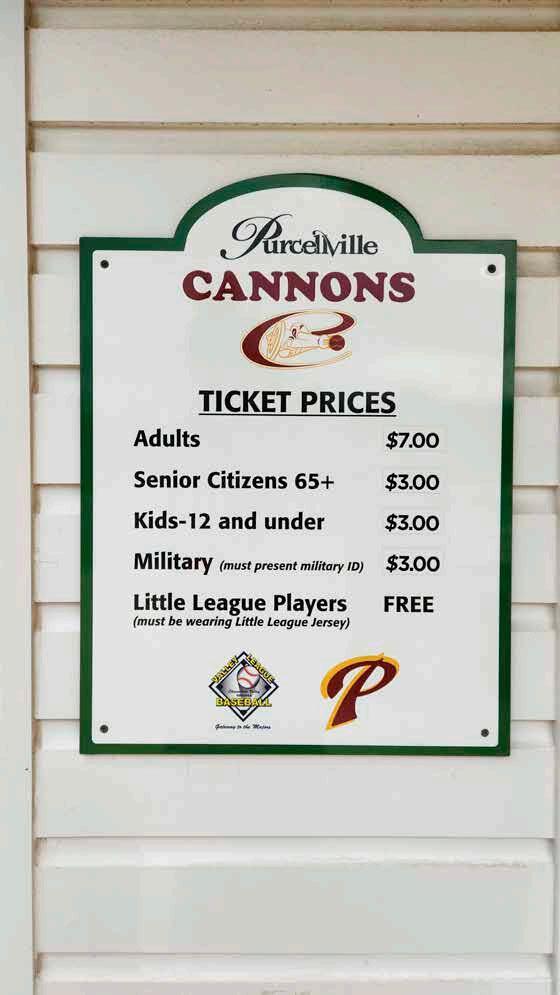 Purcellville
CANNONS
TICKET PRICES
Adults $7.00
Senior Citizens 65+ $3.00
Kids-12 and under $3.00
Military (must present military ID) $3.00
Little League Players FREE
(must be wearing Little League Jersey)
VALLEY LEAGUE
BASEBALL
Gateway to the Majors
P